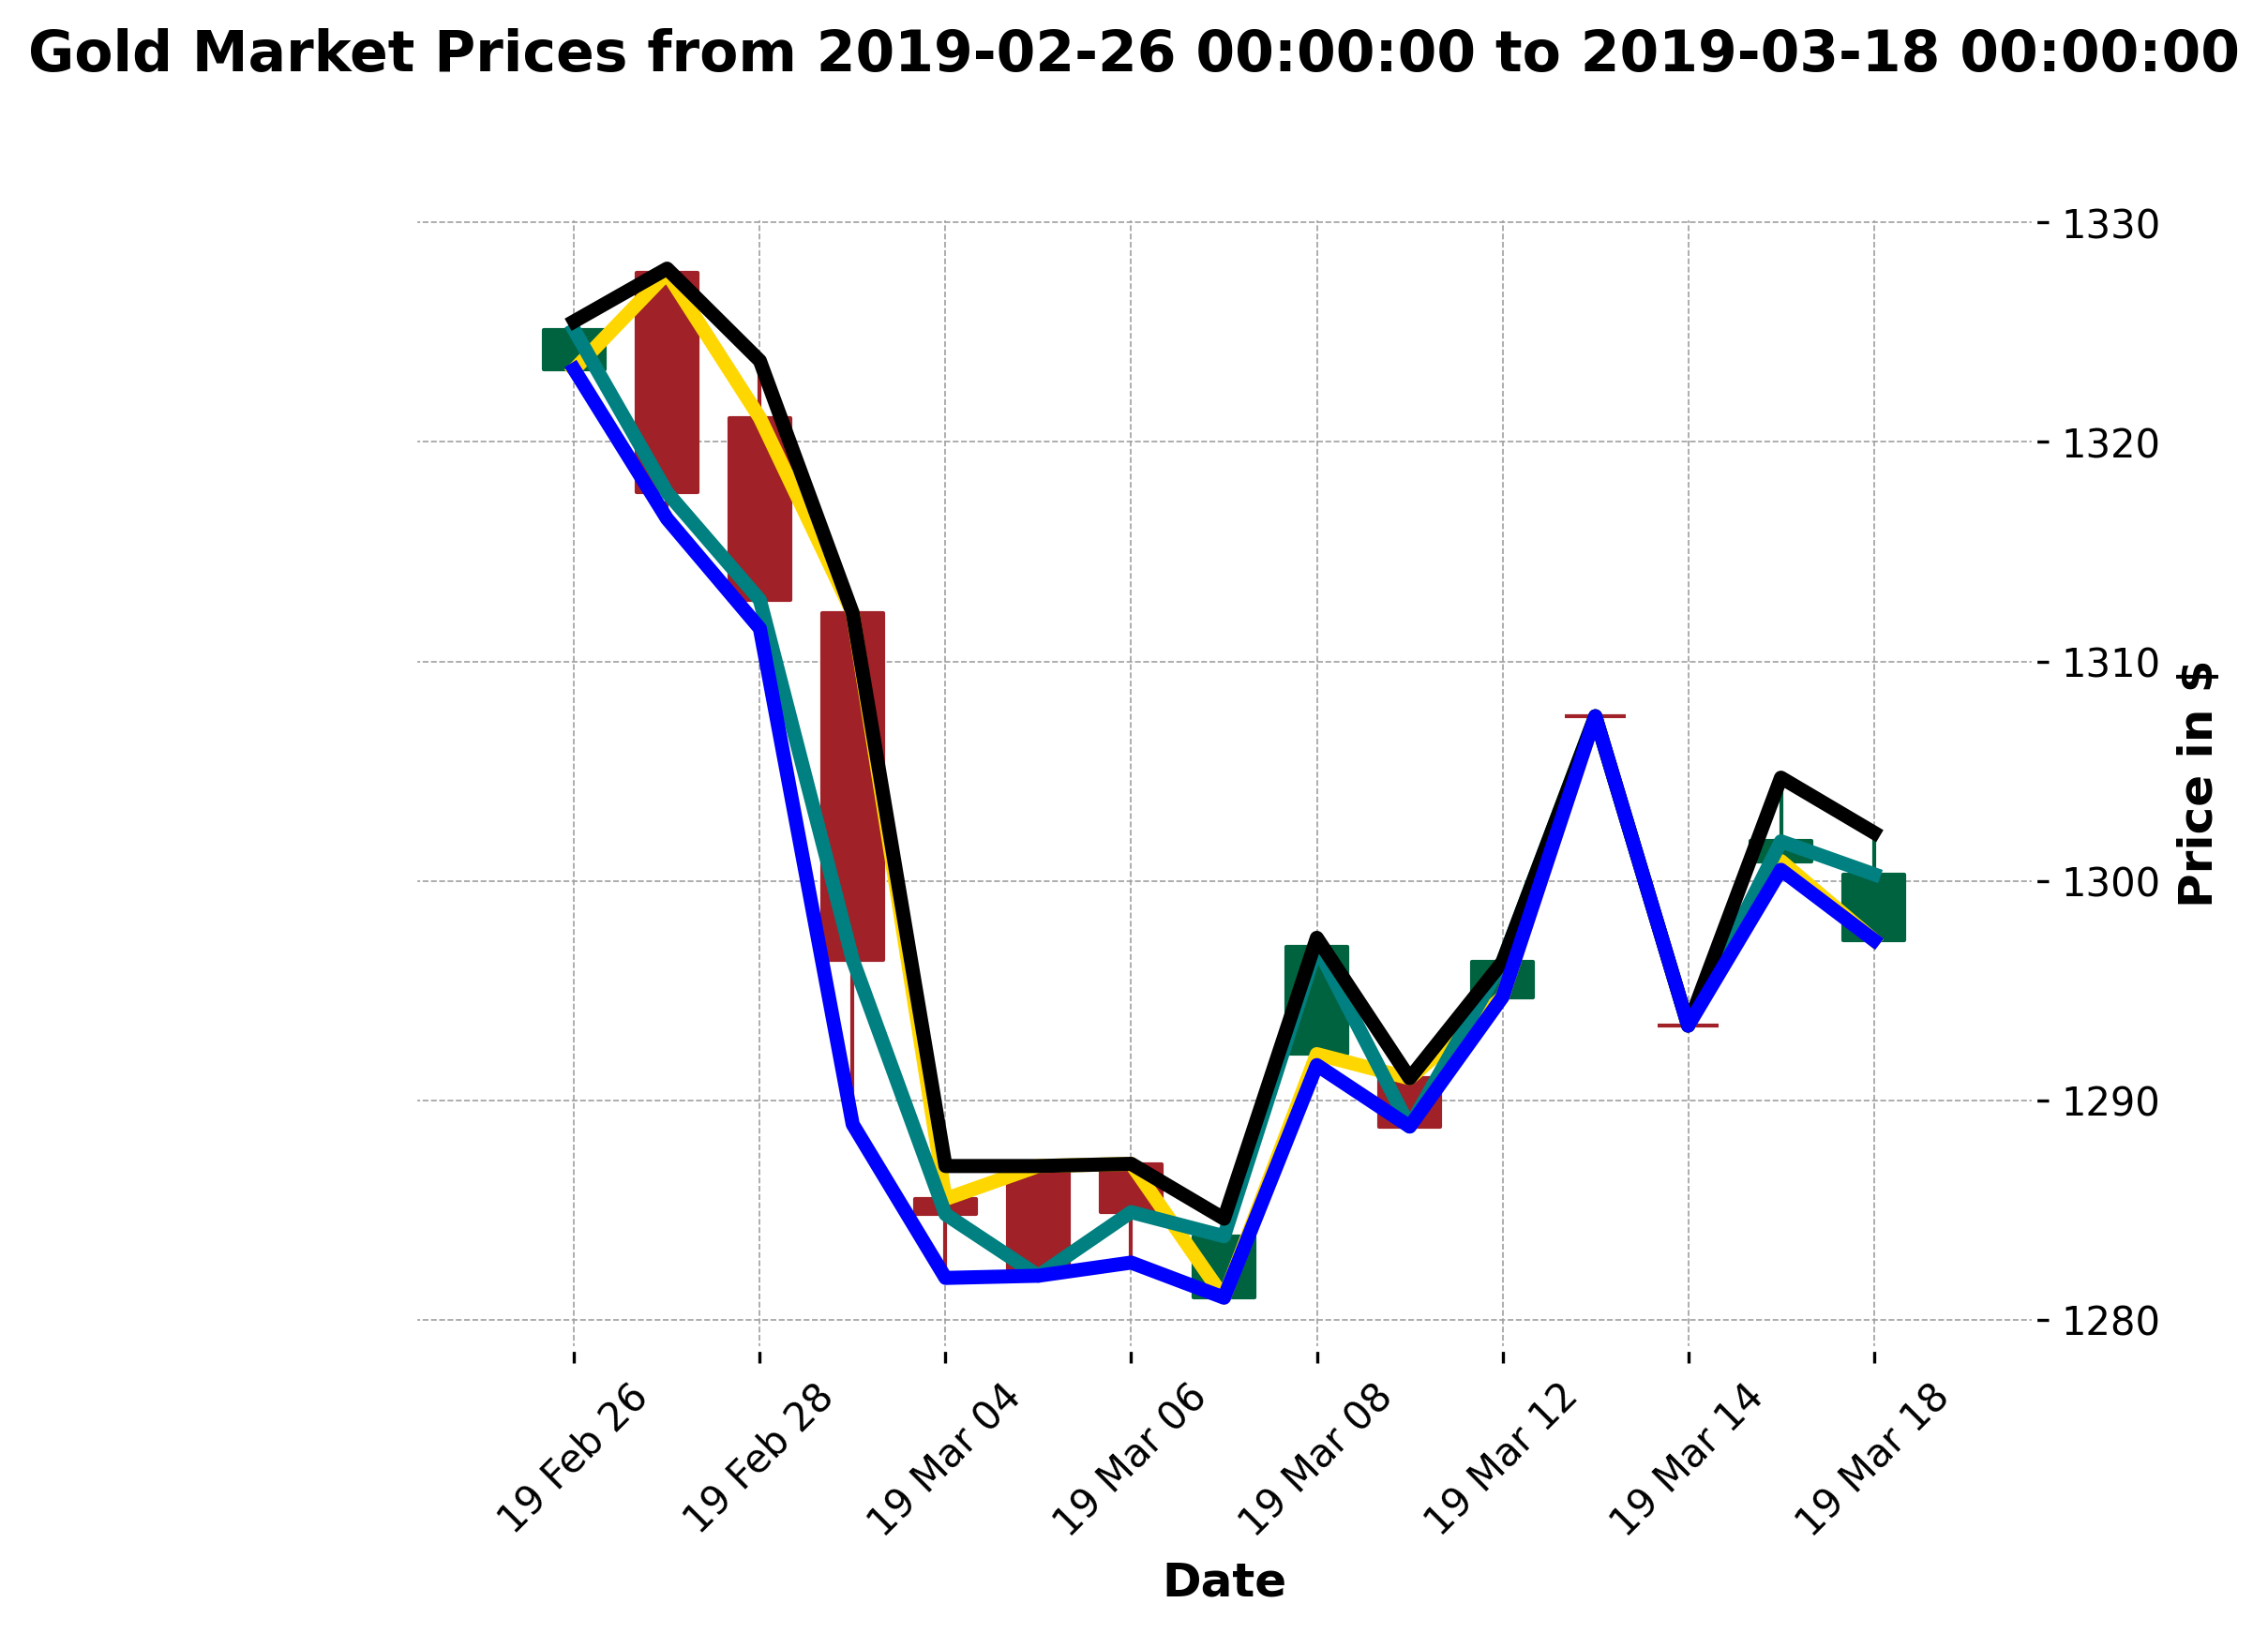 Gold Market Prices from 2019-02-26 00:00:00 to 2019-03-18 00:00:00
1330
1320
1310
1300
1290
1280
Price in $
19 Feb 26
19 Feb 28
19 Mar 04
19 Mar 06
19 Mar 08
19 Mar 12
19 Mar 14
19 Mar 18
Date